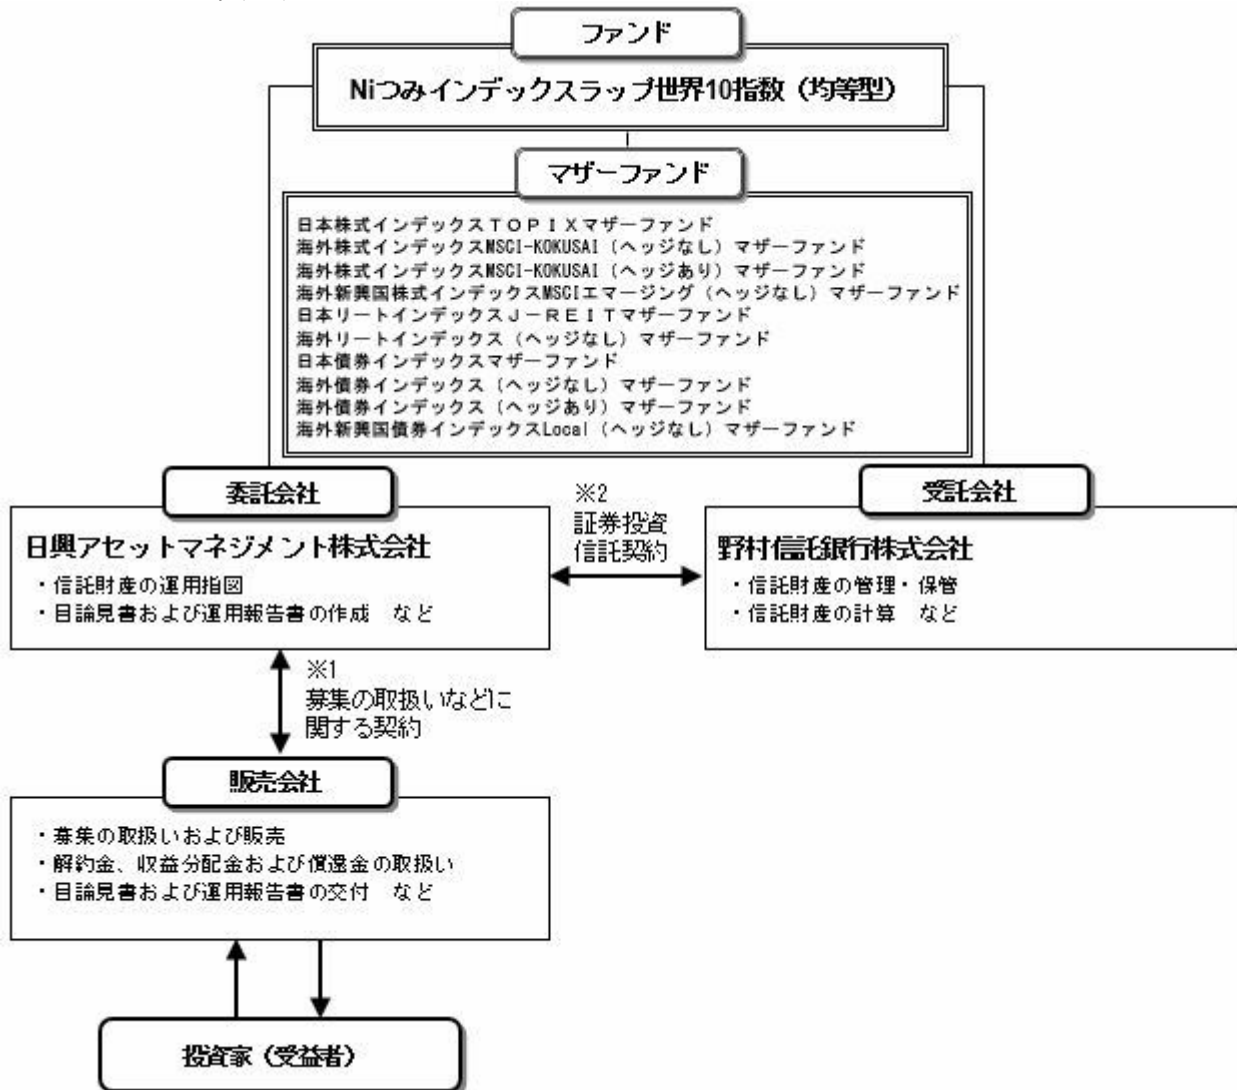 ファンド
Niつみインデックスラップ世界10指数（均等型）
マザーファンド
日本株式インデックスＴＯＰＩＸマザーファンド
海外株式インデックスMSCI-KOKUSAI（ヘッジなし）マザーファンド
海外株式インデックスMSCI-KOKUSAI（ヘッジあり）マザーファンド
海外新興国株式インデックスMSCIエマージング（ヘッジなし）マザーファンド
日本リートインデックスＪ－ＲＥＩＴマザーファンド
海外リートインデックス（ヘッジなし）マザーファンド
日本債券インデックスマザーファンド
海外債券インデックス（ヘッジなし）マザーファンド
海外債券インデックス（ヘッジあり）マザーファンド
海外新興国債券インデックスLocal（ヘッジなし）マザーファンド
委託会社
日興アセットマネジメント株式会社
・信託財産の運用指図
・目論見書および運用報告書の作成　など
※2
証券投資
信託契約
受託会社
野村信託銀行株式会社
・信託財産の管理・保管
・信託財産の計算　など
※1
募集の取扱いなどに
関する契約
販売会社
・募集の取扱いおよび販売
・解約金、収益分配金および償還金の取扱い
・目論見書および運用報告書の交付　など
投資家（受益者）